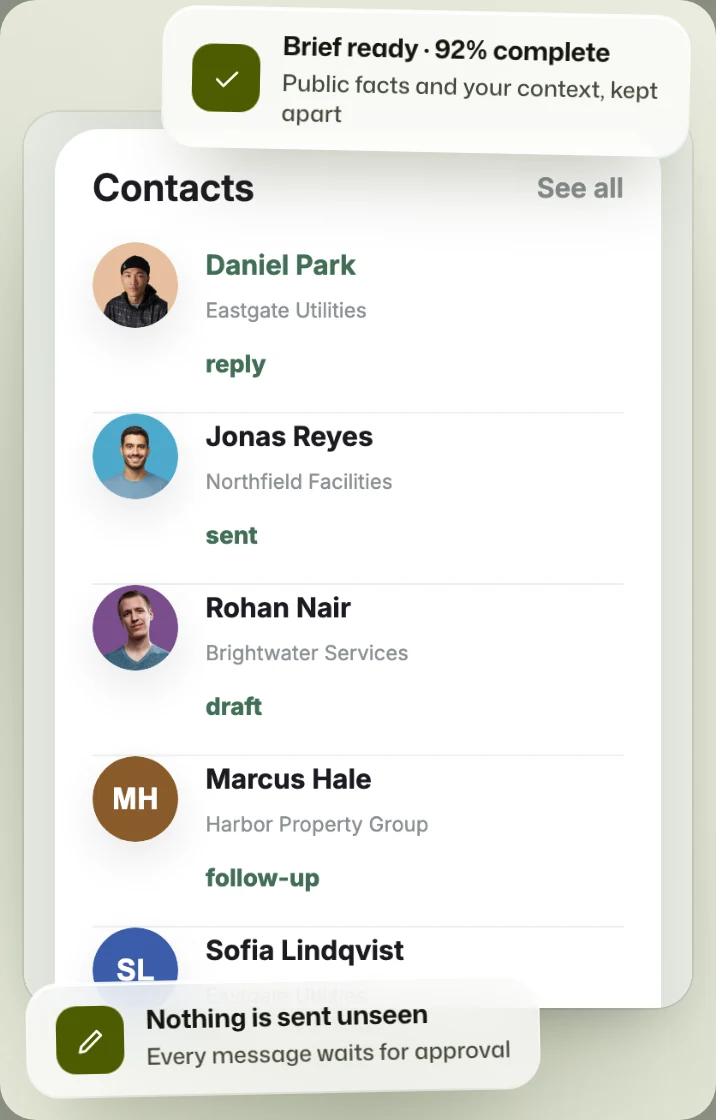 Brief ready · 92% complete
Public facts and your context, kept
apart
Contacts
See all
Daniel Park
Eastgate Utilities
reply
Jonas Reyes
Northfield Facilities
sent
Rohan Nair
Brightwater Services
draft
MH
Marcus Hale
Harbor Property Group
follow-up
SL
Sofia Lindqvist
Eastgate Utilities
Nothing is sent unseen
Every message waits for approval